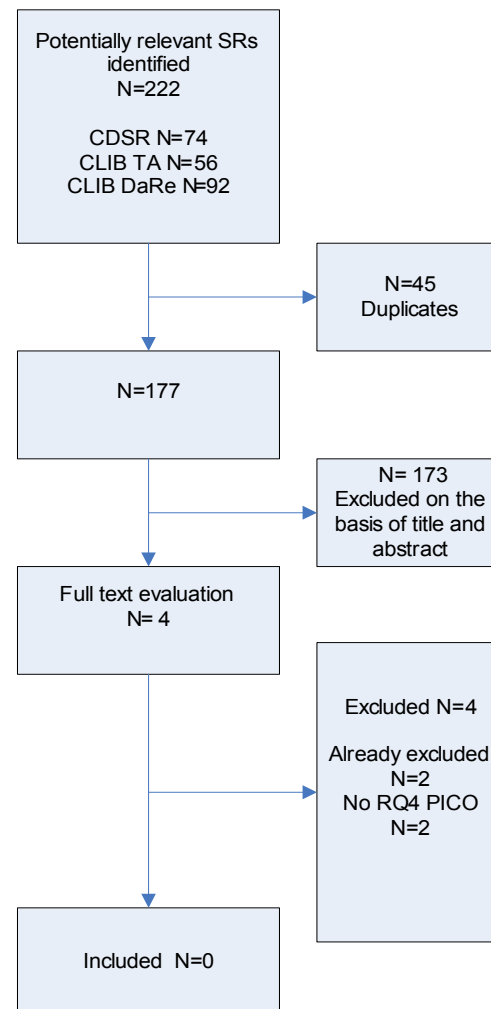 Potentially relevant SRs
identified
N=222
CDSR N=74
CLIB TA N=56
CLIB DaRe N=92
N=45
Duplicates
N=177
N= 173
Excluded on the
basis of title and
abstract
Full text evaluation
N= 4
Excluded N=4
Already excluded
N=2
No RQ4 PICO
N=2
Included N=0